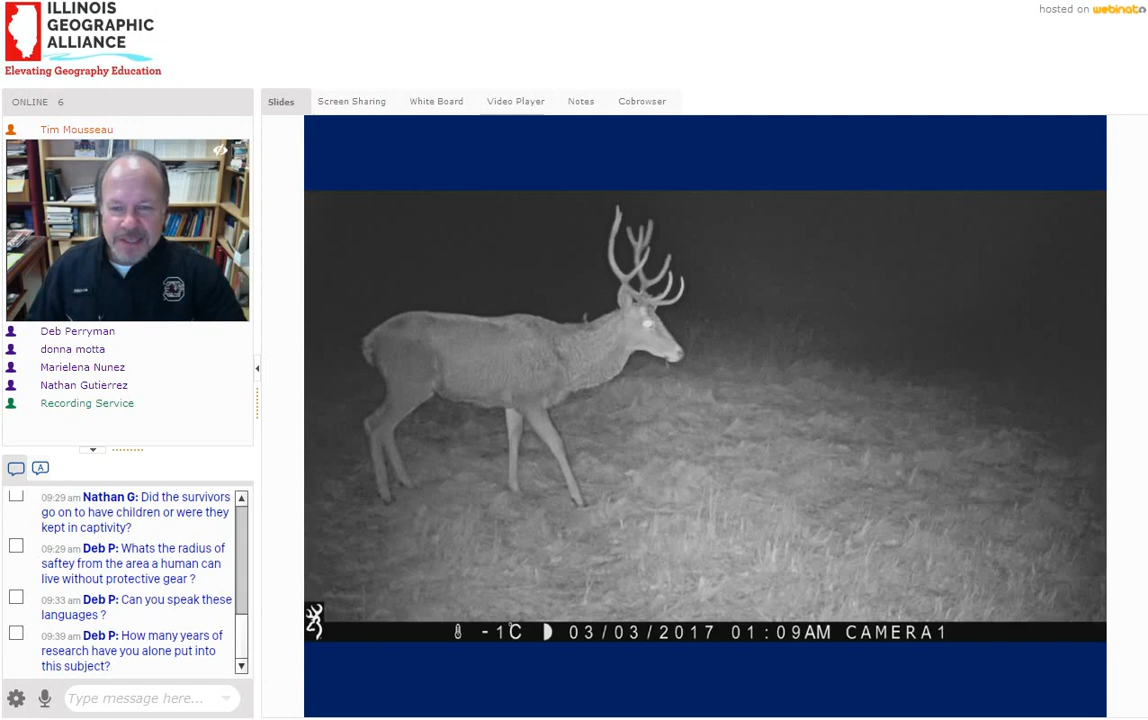 ILLINOIS
GEOGRAPHIC
ALLIANCE
Elevating Geography Education
hosted on webinato
ONLINE 6
Tim Mousseau
Deb Perryman
donna motta
Marielena Nunez
Nathan Gutierrez
Recording Service
09:29 am Nathan G: Did the survivors
go on to have children or were they
kept in captivity?
09:29 am Deb P: Whats the radius of
saftey from the area a human can
live without protective gear ?
09:33 am Deb P: Can you speak these
languages ?
09:39 am Deb P: How many years of
research have you alone put into
this subject?
Type message here...
Slides Screen Sharing White Board Video Player Notes Cobrowser
-1°C 03/03/2017 01:09AM CAMERA1